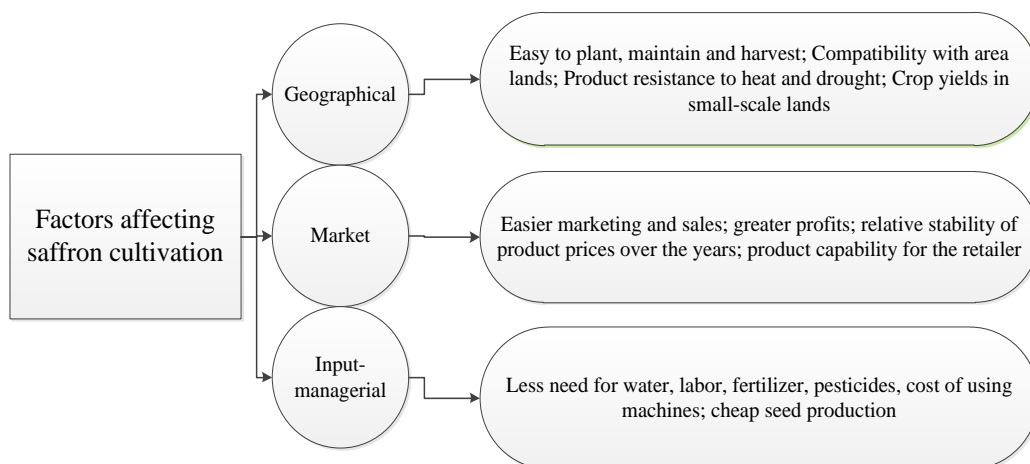 Factors affecting
saffron cultivation
Geographical
Easy to plant, maintain and harvest; Compatibility with area
lands; Product resistance to heat and drought; Crop yields in
small-scale lands
Market
Easier marketing and sales; greater profits; relative stability of
product prices over the years; product capability for the retailer
Input-
managerial
Less need for water, labor, fertilizer, pesticides, cost of using
machines; cheap seed production